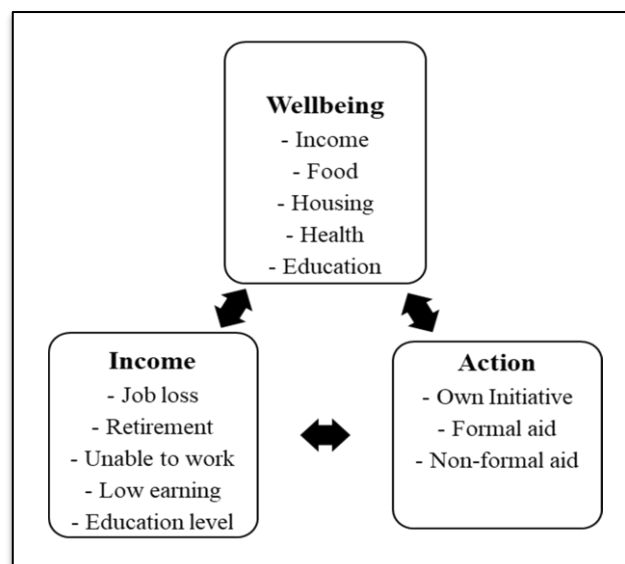 Wellbeing
- Income
- Food
- Housing
- Health
- Education
Income
- Job loss
- Retirement
- Unable to work
- Low earning
- Education level
Action
- Own Initiative
- Formal aid
- Non-formal aid